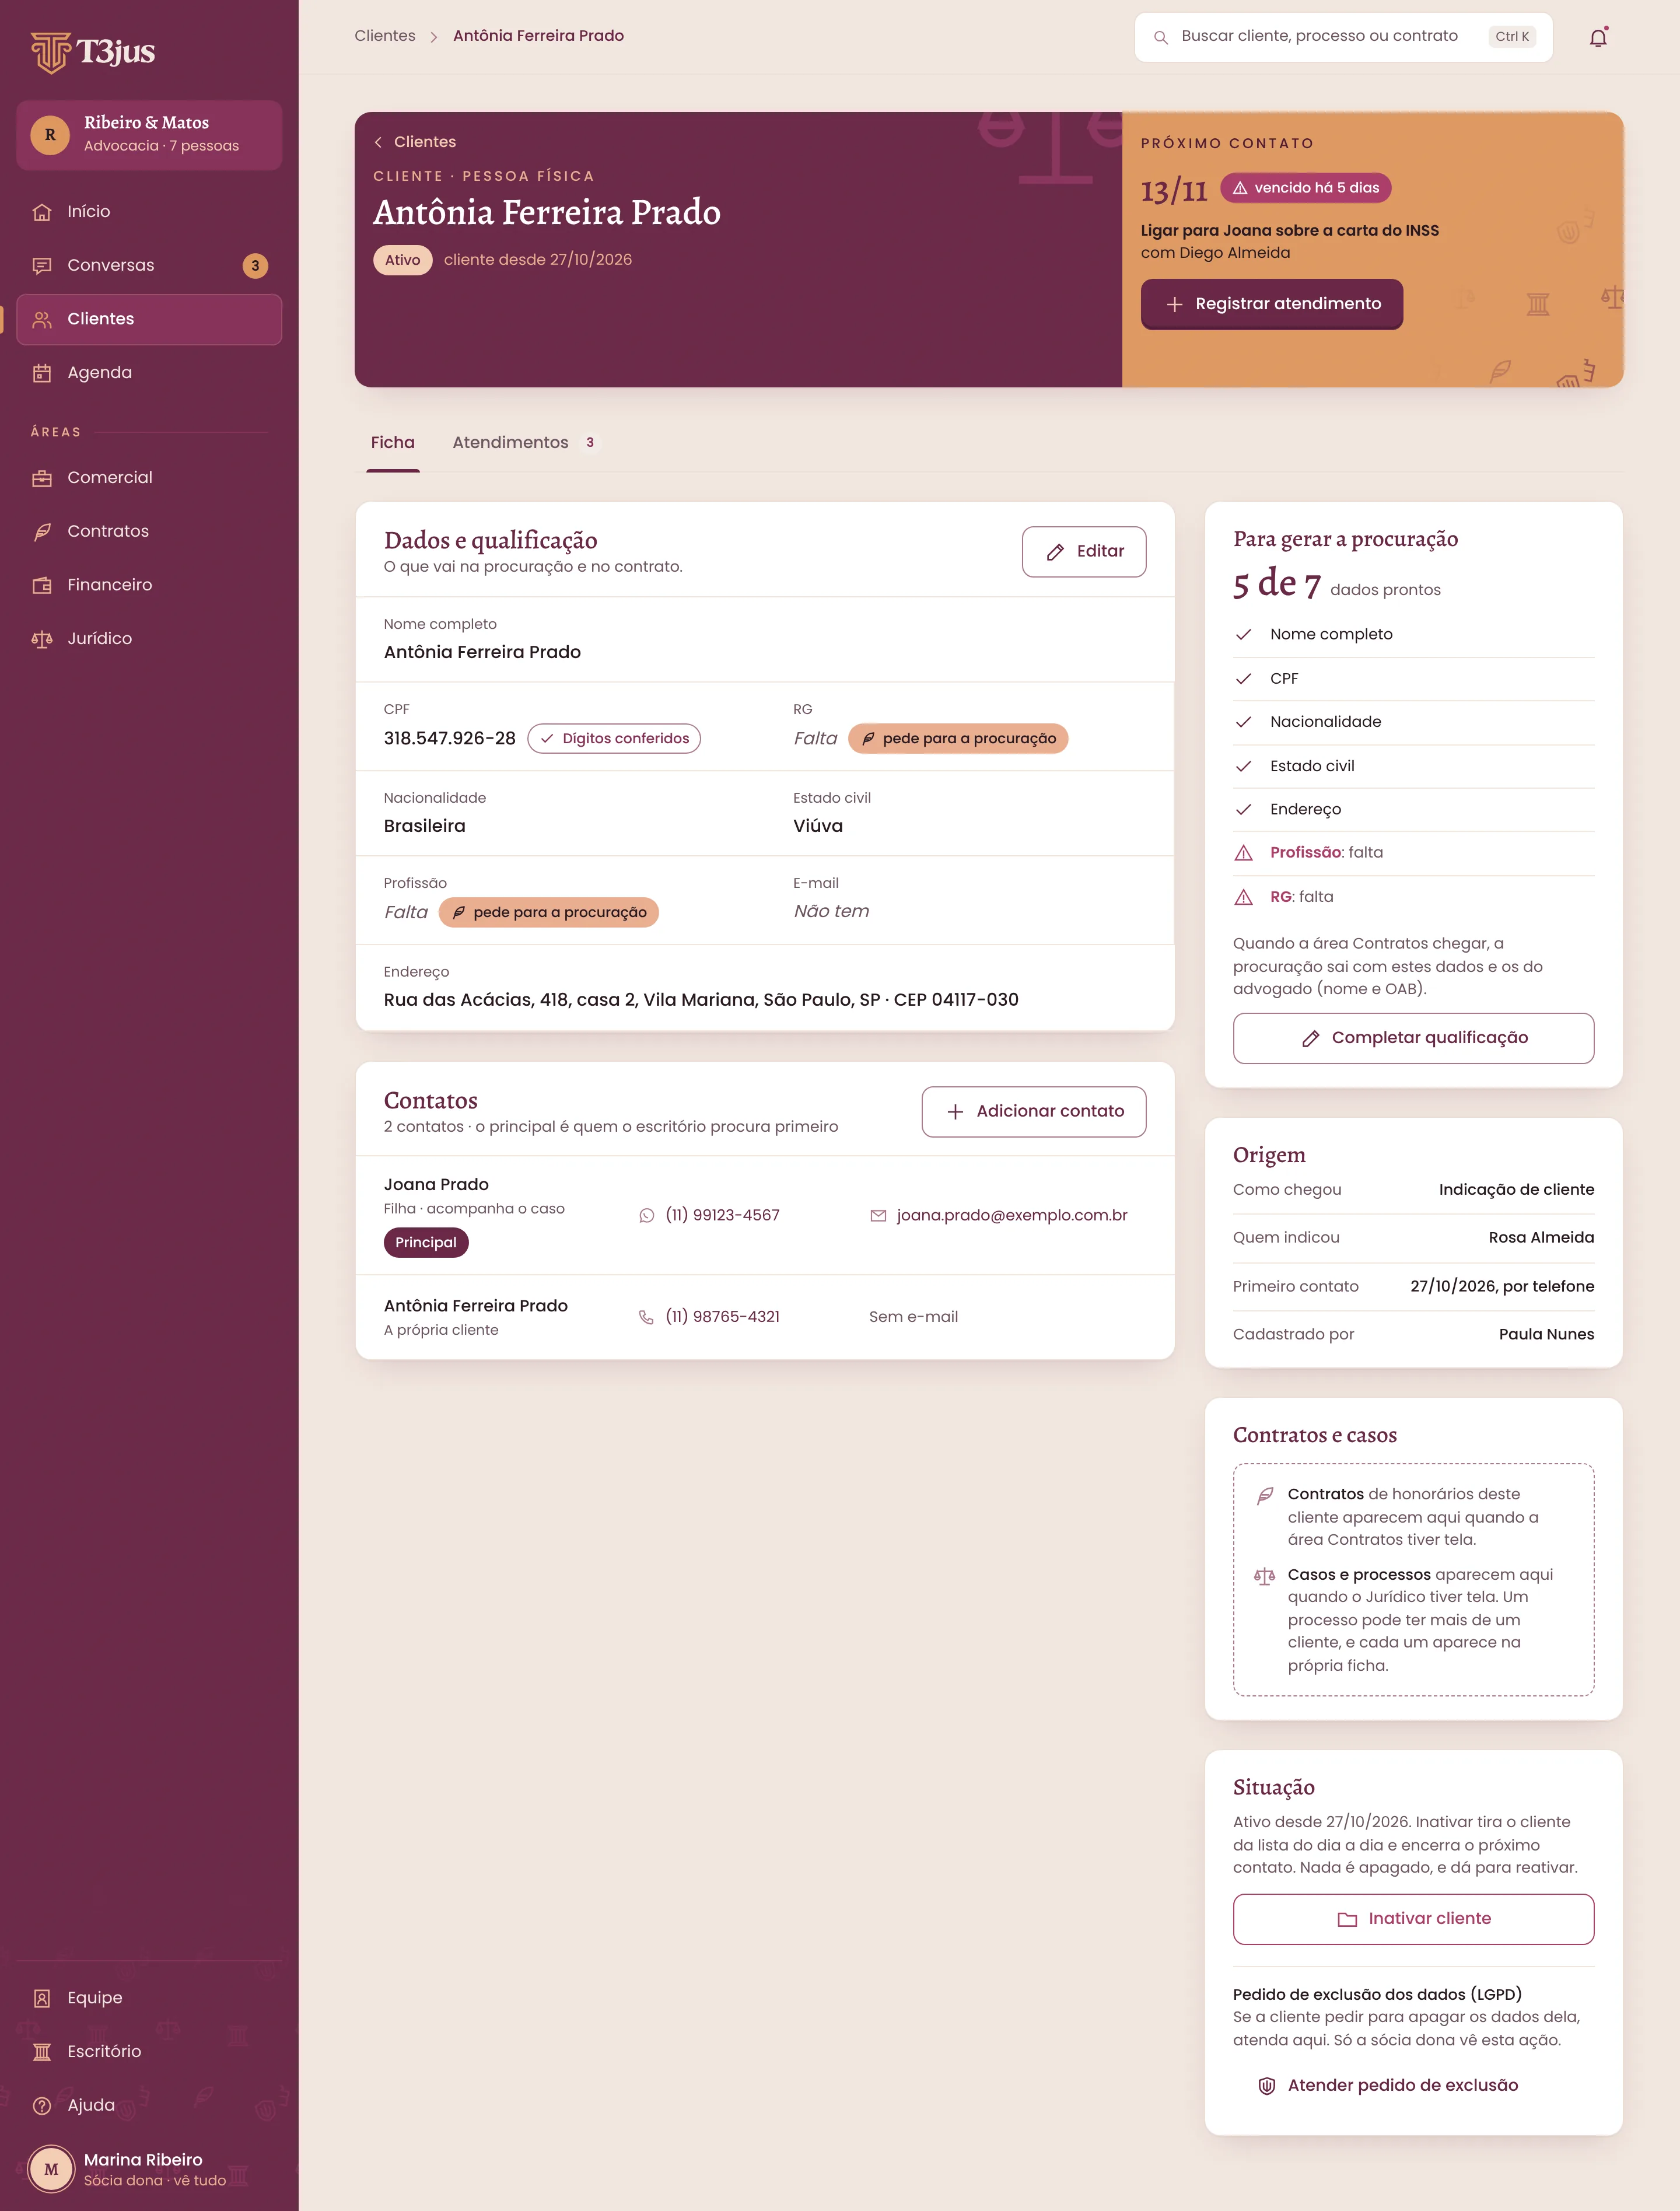 T3jus
R
Ribeiro & Matos
Advocacia · 7 pessoas
Início
Conversas
3
Clientes
Agenda
ÁREAS
Comercial
Contratos
Financeiro
Jurídico
Equipe
Escritório
Ajuda
M
Marina Ribeiro
Sócia dona · vê tudo
Clientes
Antônia Ferreira Prado
Buscar cliente, processo ou contrato
Ctrl K
Clientes
CLIENTE · PESSOA FÍSICA
Antônia Ferreira Prado
Ativo
cliente desde 27/10/2026
PRÓXIMO CONTATO
13/11
vencido há 5 dias
Ligar para Joana sobre a carta do INSS
com Diego Almeida
Registrar atendimento
Ficha
Atendimentos
3
Dados e qualificação
O que vai na procuração e no contrato.
Editar
Nome completo
Antônia Ferreira Prado
CPF
318.547.926-28
Dígitos conferidos
RG
Falta
pede para a procuração
Nacionalidade
Brasileira
Estado civil
Viúva
Profissão
Falta
pede para a procuração
E-mail
Não tem
Endereço
Rua das Acácias, 418, casa 2, Vila Mariana, São Paulo, SP · CEP 04117-030
Contatos
2 contatos · o principal é quem o escritório procura primeiro
Adicionar contato
Joana Prado
Filha · acompanha o caso
Principal
(11) 99123-4567
joana.prado@exemplo.com.br
Antônia Ferreira Prado
A própria cliente
(11) 98765-4321
Sem e-mail
Para gerar a procuração
5 de 7 dados prontos
Nome completo
CPF
Nacionalidade
Estado civil
Endereço
Profissão: falta
RG: falta
Quando a área Contratos chegar, a
procuração sai com estes dados e os do
advogado (nome e OAB).
Completar qualificação
Origem
Como chegou
Indicação de cliente
Quem indicou
Rosa Almeida
Primeiro contato
27/10/2026, por telefone
Cadastrado por
Paula Nunes
Contratos e casos
Contratos de honorários deste
cliente aparecem aqui quando a
área Contratos tiver tela.
Casos e processos aparecem aqui
quando o Jurídico tiver tela. Um
processo pode ter mais de um
cliente, e cada um aparece na
própria ficha.
Situação
Ativo desde 27/10/2026. Inativar tira o cliente
da lista do dia a dia e encerra o próximo
contato. Nada é apagado, e dá para reativar.
Inativar cliente
Pedido de exclusão dos dados (LGPD)
Se a cliente pedir para apagar os dados dela,
atenda aqui. Só a sócia dona vê esta ação.
Atender pedido de exclusão